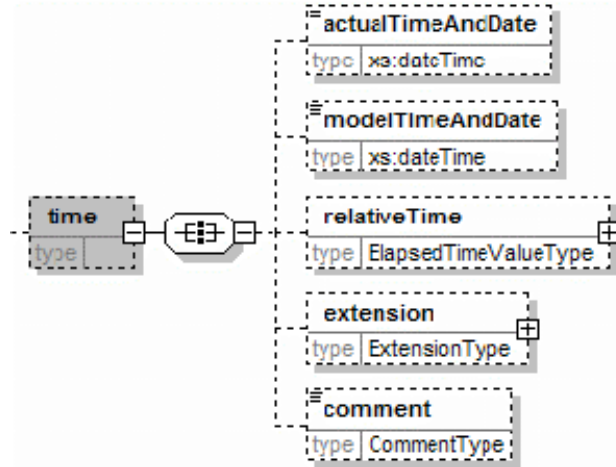 actualTimeAndDate
type xs:dateTime
modelTimeAndDate
type xs:dateTime
time
type
relativeTime
type ElapsedTimeValueType
extension
type ExtensionType
comment
type CommentType